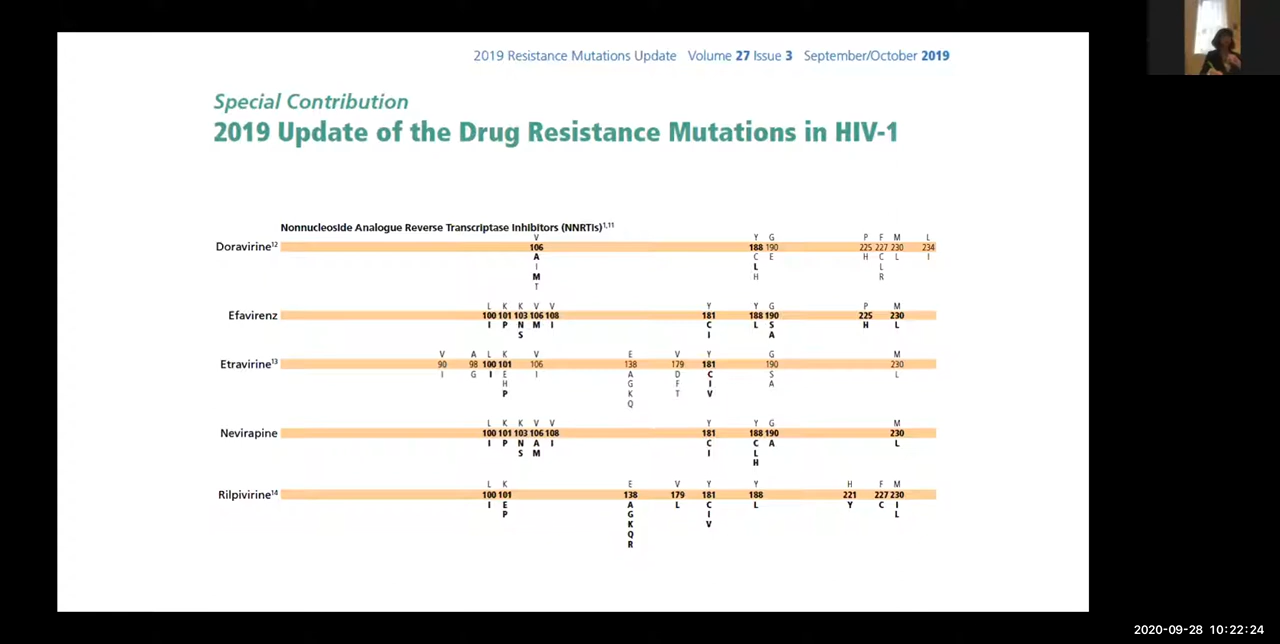 2019 Resistance Mutations Update Volume 27 Issue 3 September/October 2019
Special Contribution
2019 Update of the Drug Resistance Mutations in HIV-1
Nonnucleoside Analogue Reverse Transcriptase Inhibitors (NNRTIs)1,11
V Y G P F M L
Doravirine12 106 188 190 225 227 230 234
A C E H C L I
I L L
M H R
T
L K K V V Y Y G P M
Efavirenz 100 101 103 106 108 181 188 190 225 230
I P N M I C L S H L
S I A
V A L K V E V Y G M
Etravirine13 90 98 100 101 106 138 179 181 190 230
I G I E I A D C S L
H G F I A
P K T V
Q
L K K V V Y Y G M
Nevirapine 100 101 103 106 108 181 188 190 230
I P N A I C C A L
S M I L
H
L K E V Y Y H F M
Rilpivirine14 100 101 138 179 181 188 221 227 230
I E A L C L Y C I
P G I L
K V
Q
R
2020-09-28 10:22:24